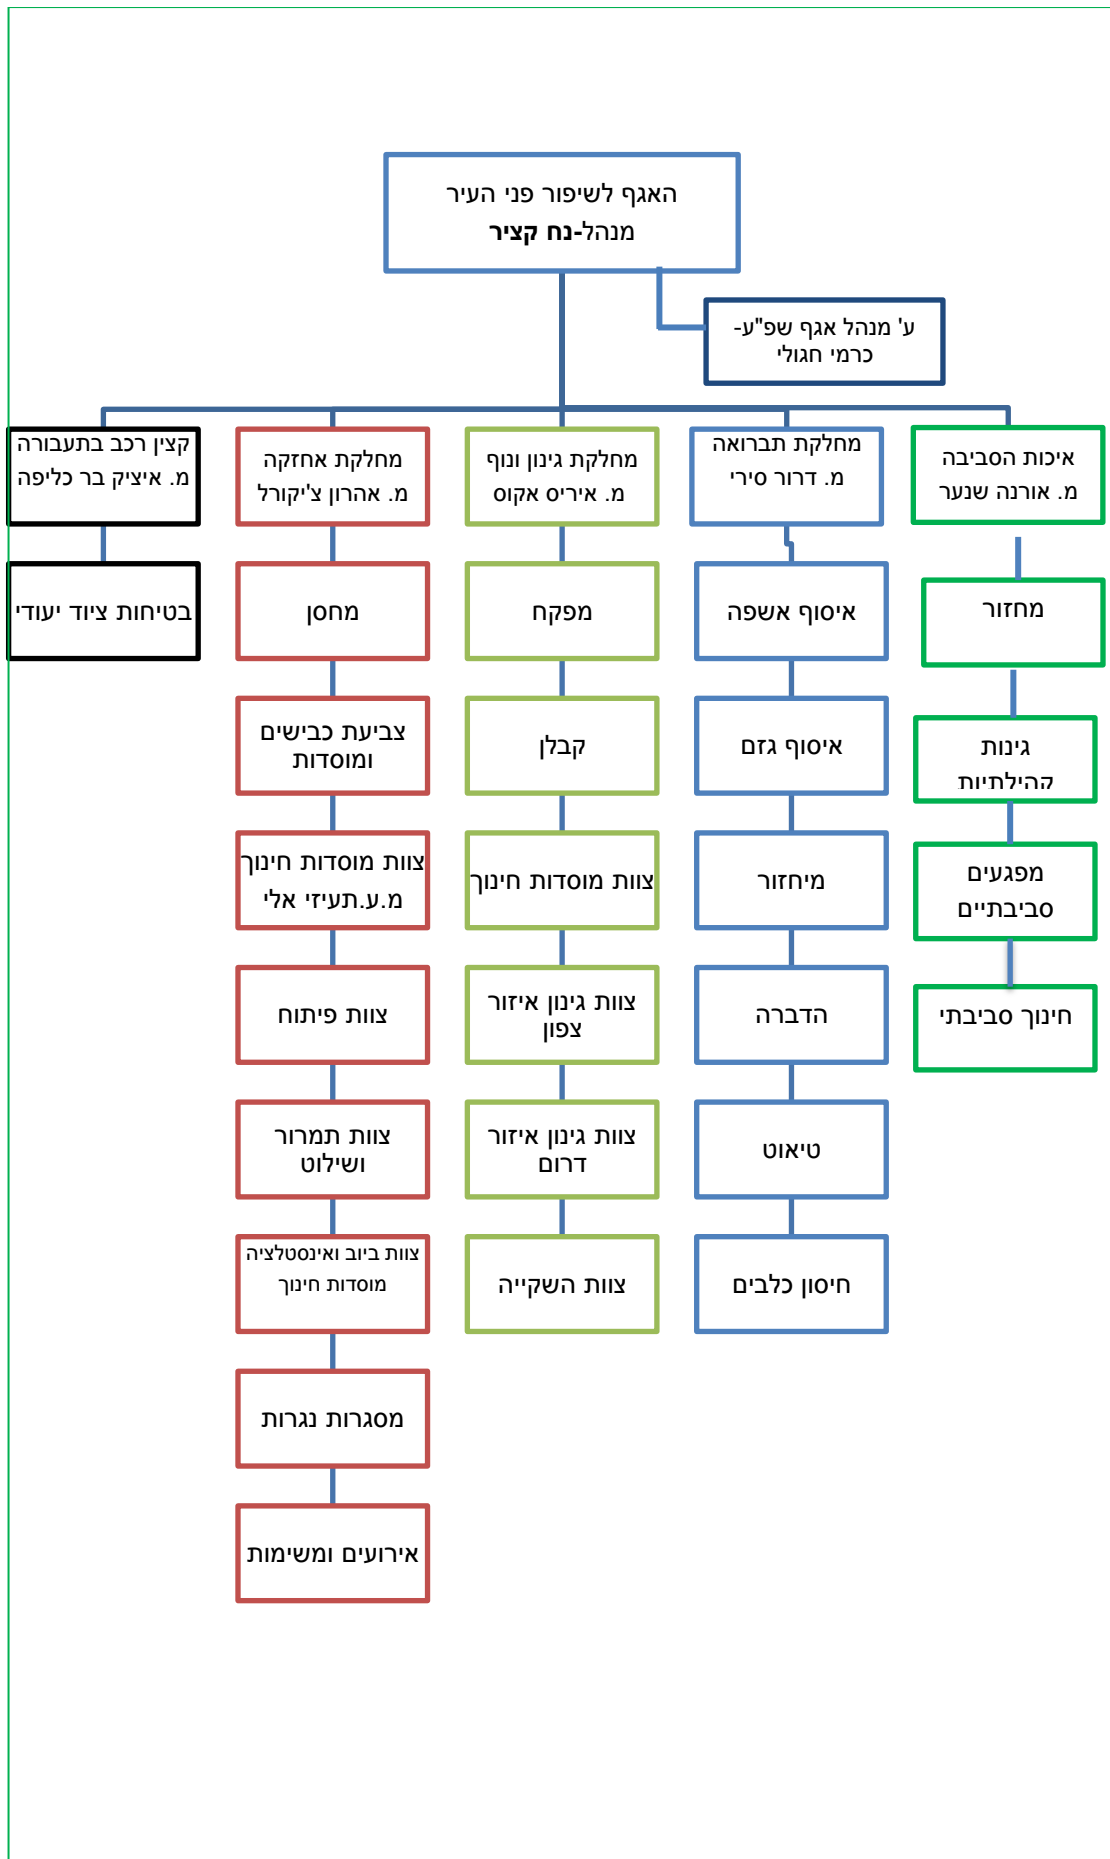 האגף לשיפור פני העיר
מנהל-נח קציר
ע' מנהל אגף שפ"ע-
כרמי חגולי
איכות הסביבה
מ. אורנה שנער
מחזור
גינות
קהילתיות
מפגעים
סביבתיים
חינוך סביבתי
מחלקת תברואה
מ. דרור סירי
איסוף אשפה
איסוף גזם
מיחזור
הדברה
טיאוט
חיסון כלבים
מחלקת גינון ונוף
מ. איריס אקוס
מפקח
קבלן
צוות מוסדות חינוך
צוות גינון איזור
צפון
צוות גינון איזור
דרום
צוות השקייה
מחלקת אחזקה
מ. אהרון צ'יקורל
מחסן
צביעת כבישים
ומוסדות
צוות מוסדות חינוך
מ.ע.תעיזי אלי
צוות פיתוח
צוות תמרור
ושילוט
צוות ביוב ואינסטלציה
מוסדות חינוך
מסגרות נגרות
אירועים ומשימות
קצין רכב בתעבורה
מ. איציק בר כליפה
בטיחות ציוד יעודי